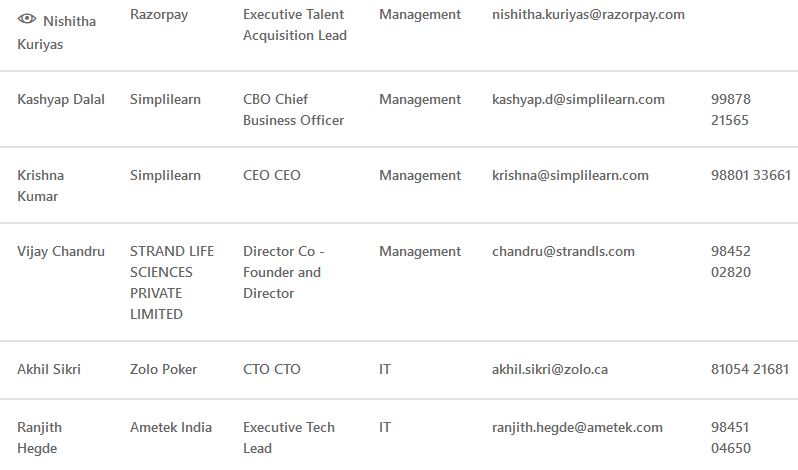 Nishitha Kuriyas Razorpay Executive Talent Acquisition Lead Management nishitha.kuriyas@razorpay.com
Kashyap Dalal Simplilearn CBO Chief Business Officer Management kashyap.d@simplilearn.com 99878 21565
Krishna Kumar Simplilearn CEO CEO Management krishna@simplilearn.com 98801 33661
Vijay Chandru STRAND LIFE SCIENCES PRIVATE LIMITED Director Co - Founder and Director Management chandru@strandls.com 98452 02820
Akhil Sikri Zolo Poker CTO CTO IT akhil.sikri@zolo.ca 81054 21681
Ranjith Hegde Ametek India Executive Tech Lead IT ranjith.hegde@ametek.com 98451 04650